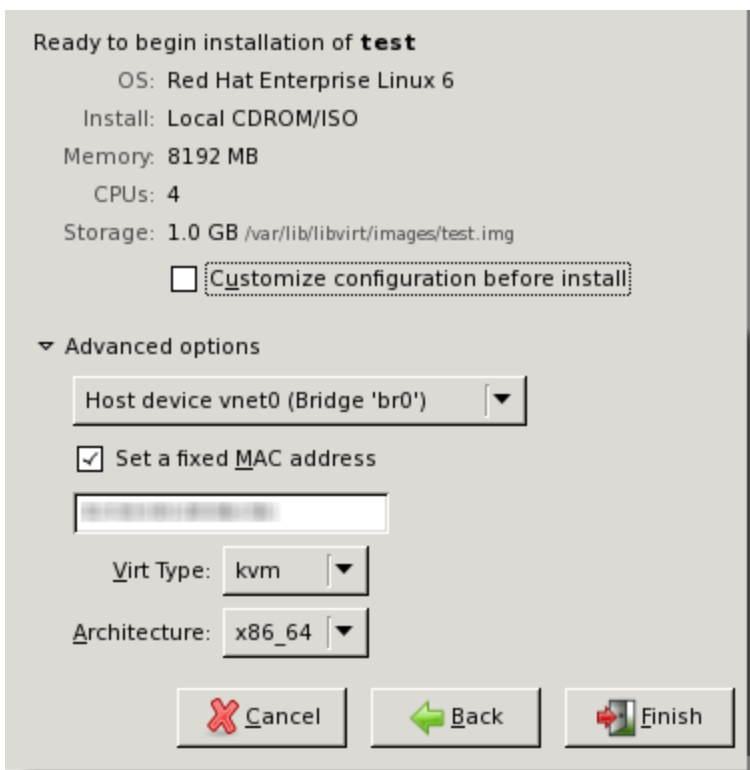 Ready to begin installation of test
OS: Red Hat Enterprise Linux 6
Install: Local CDROM/ISO
Memory: 8192 MB
CPUs: 4
Storage: 1.0 GB /var/lib/libvirt/images/test.img
Customize configuration before install
Advanced options
Host device vnet0 (Bridge 'br0')
Set a fixed MAC address
Virt Type: kvm
Architecture: x86_64
Cancel Back Finish